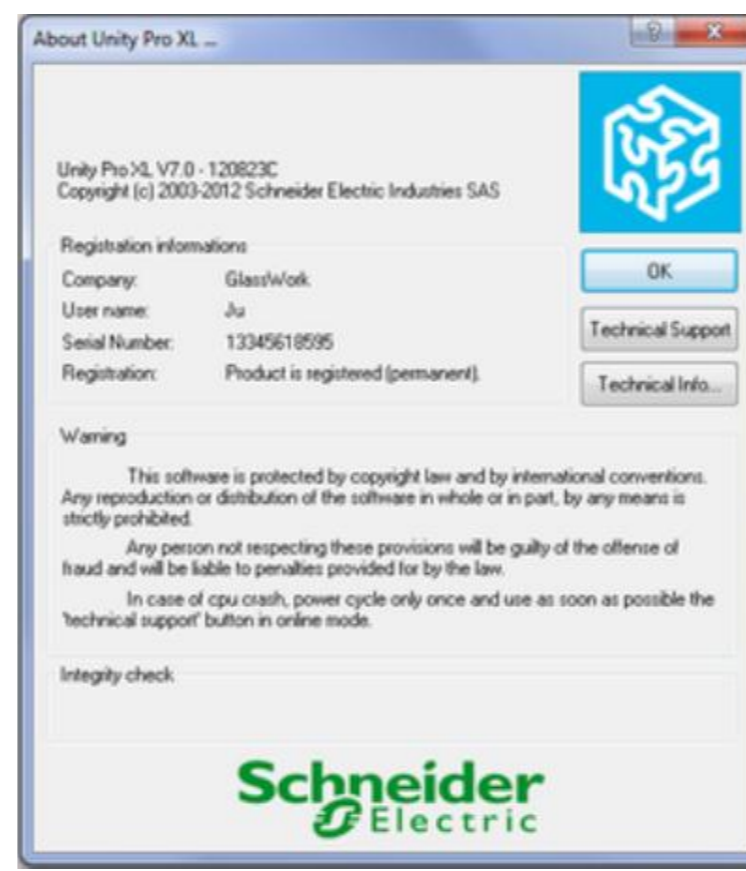 About Unity Pro XL ...
Unity Pro XL V7.0 - 120823C
Copyright (c) 2003-2012 Schneider Electric Industries SAS
Registration informations
Company: GlassWork
User name: Ju
Serial Number: 13345618595
Registration: Product is registered (permanent).
OK
Technical Support
Technical Info...
Warning
This software is protected by copyright law and by international conventions.
Any reproduction or distribution of the software in whole or in part, by any means is
strictly prohibited.
Any person not respecting these provisions will be guilty of the offense of
fraud and will be liable to penalties provided for by the law.
In case of cpu crash, power cycle only once and use as soon as possible the
'technical support' button in online mode.
Integrity check
Schneider
Electric